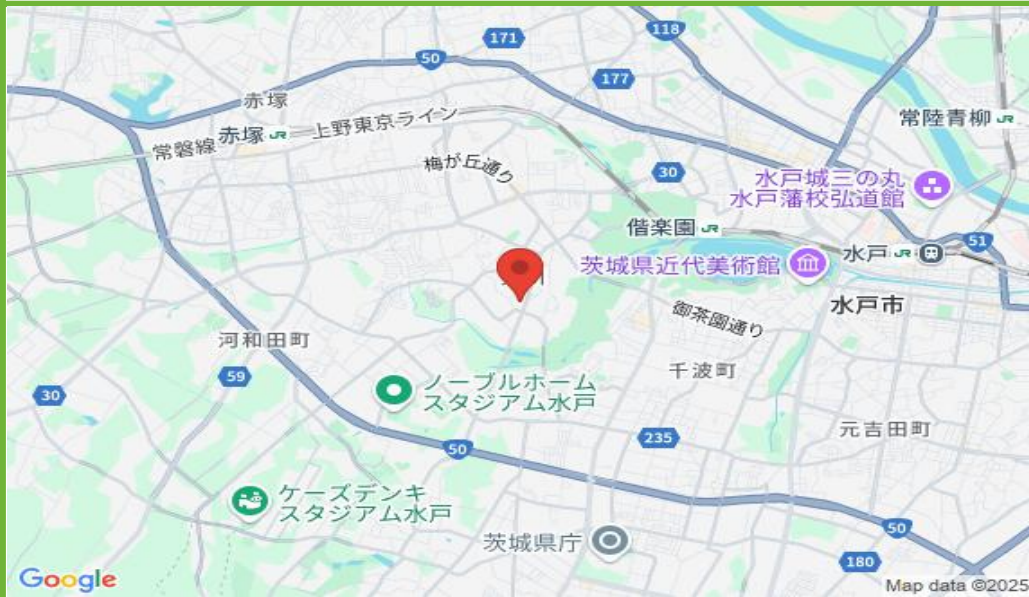 171
118
50
177
赤塚
常陸青柳 JR
上野東京ライン
赤塚 JR
常磐線
梅が丘通り
30
水戸城三の丸
水戸藩校弘道館
偕楽園 JR
51
水戸 JR
茨城県近代美術館
水戸市
御茶園通り
河和田町
千波町
59
ノーブルホーム
スタジアム水戸
30
元吉田町
235
50
ケーズデンキ
スタジアム水戸
50
茨城県庁
180
Google
Map data ©2025